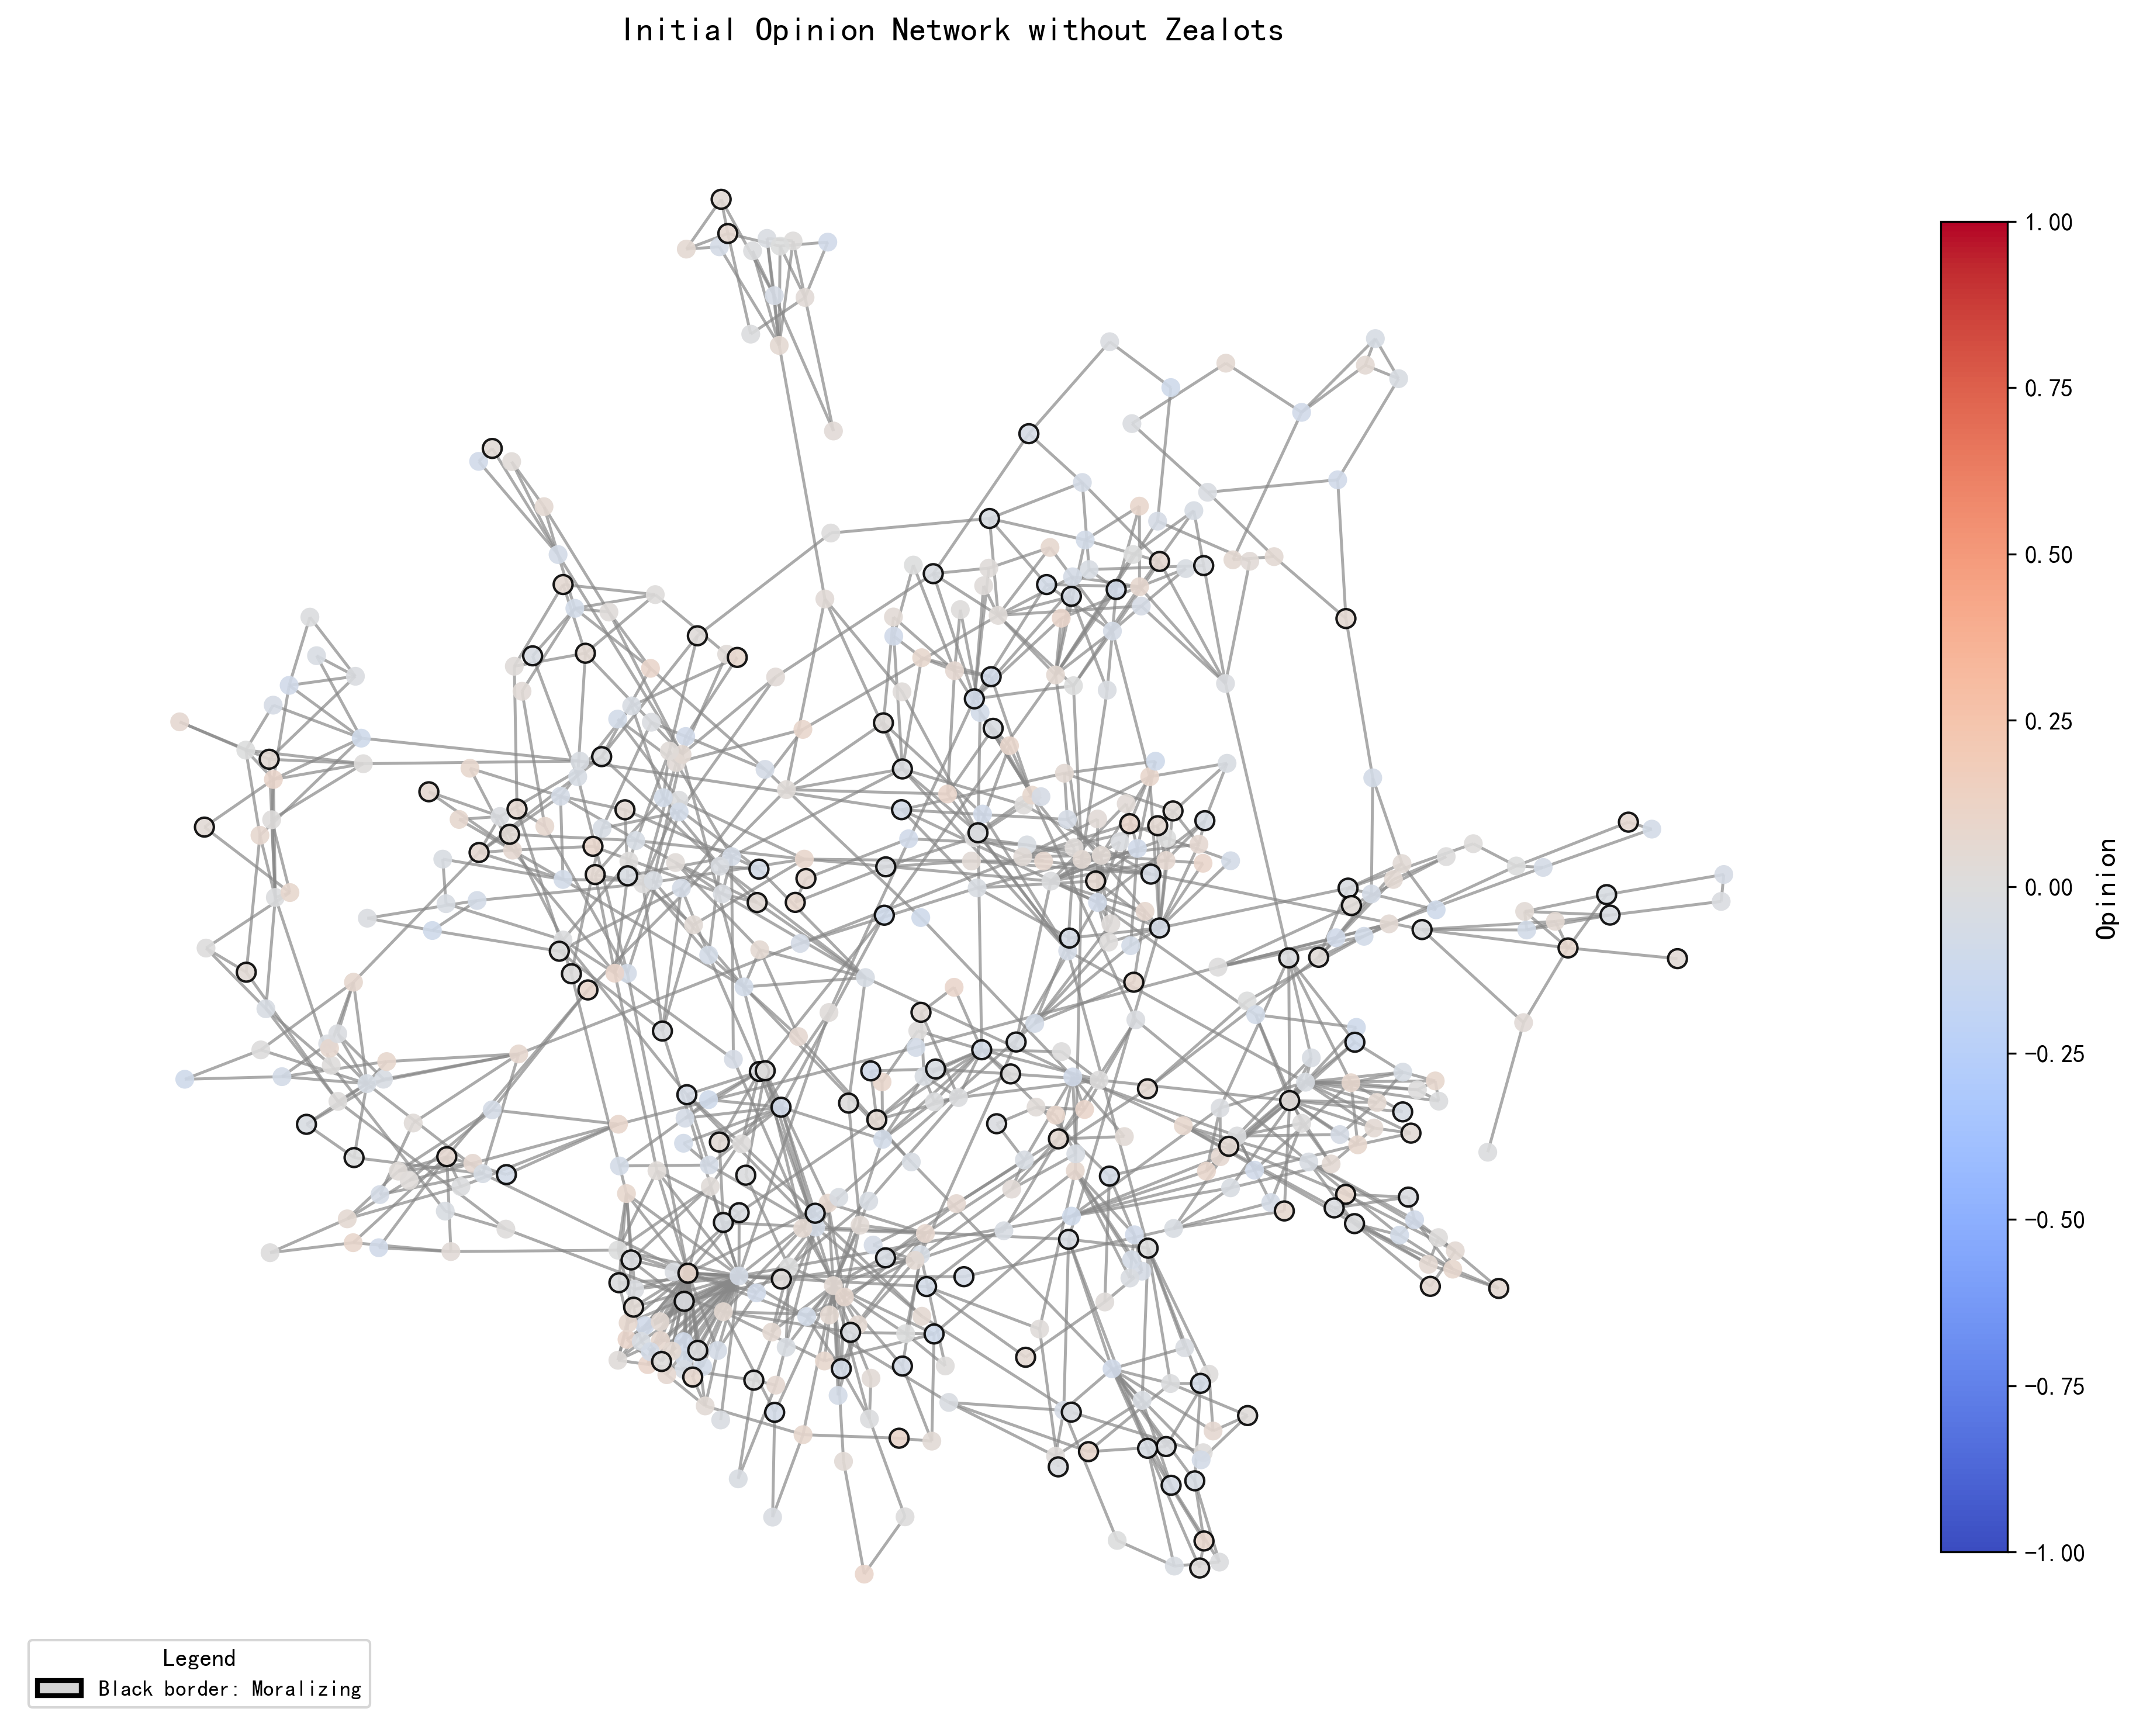 Initial Opinion Network without Zealots
1.00
0.75
0.50
0.25
0.00
−0.25
−0.50
−0.75
−1.00
Opinion
Legend
Black border: Moralizing